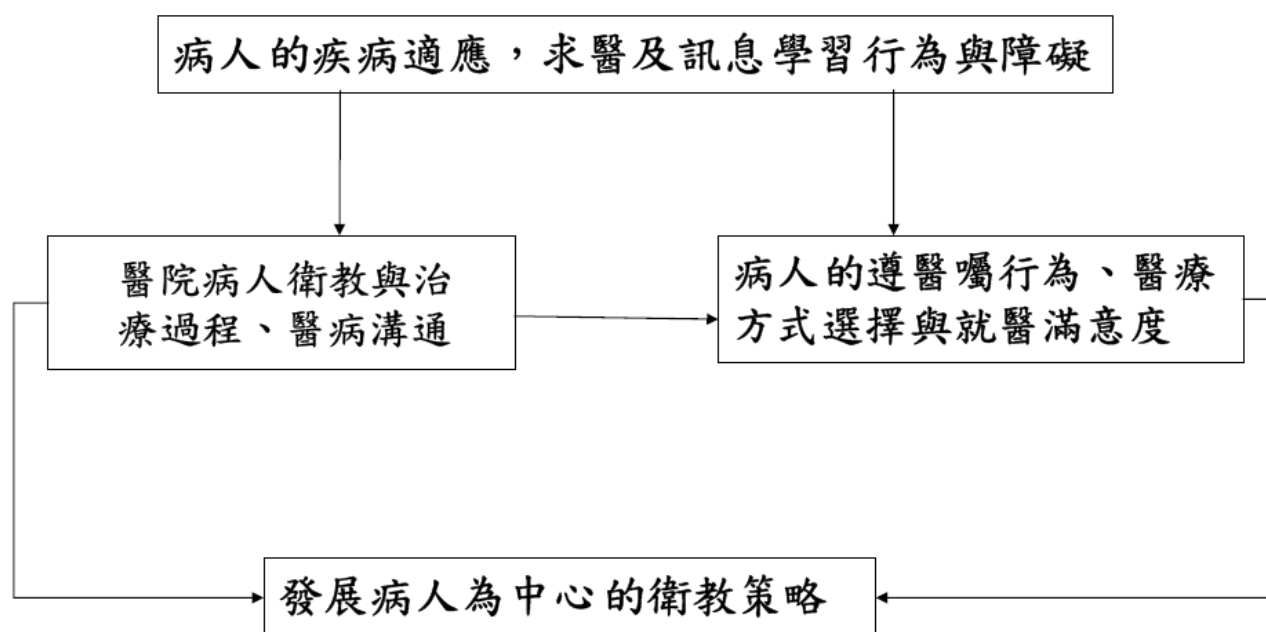 病人的疾病適應，求醫及訊息學習行為與障礙
醫院病人衛教與治
療過程、醫病溝通
病人的遵醫囑行為、醫療
方式選擇與就醫滿意度
發展病人為中心的衛教策略